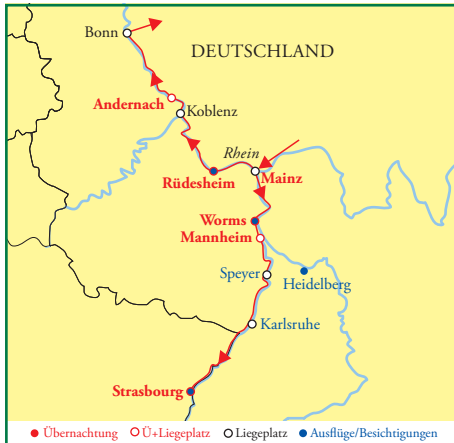 Bonn
DEUTSCHLAND
Andernach
Koblenz
Rhein
Rüdesheim
Mainz
Worms
Mannheim
Speyer
Heidelberg
Karlsruhe
Strasbourg
Übernachtung Ü+Liegeplatz Liegeplatz Ausflüge/Besichtigungen